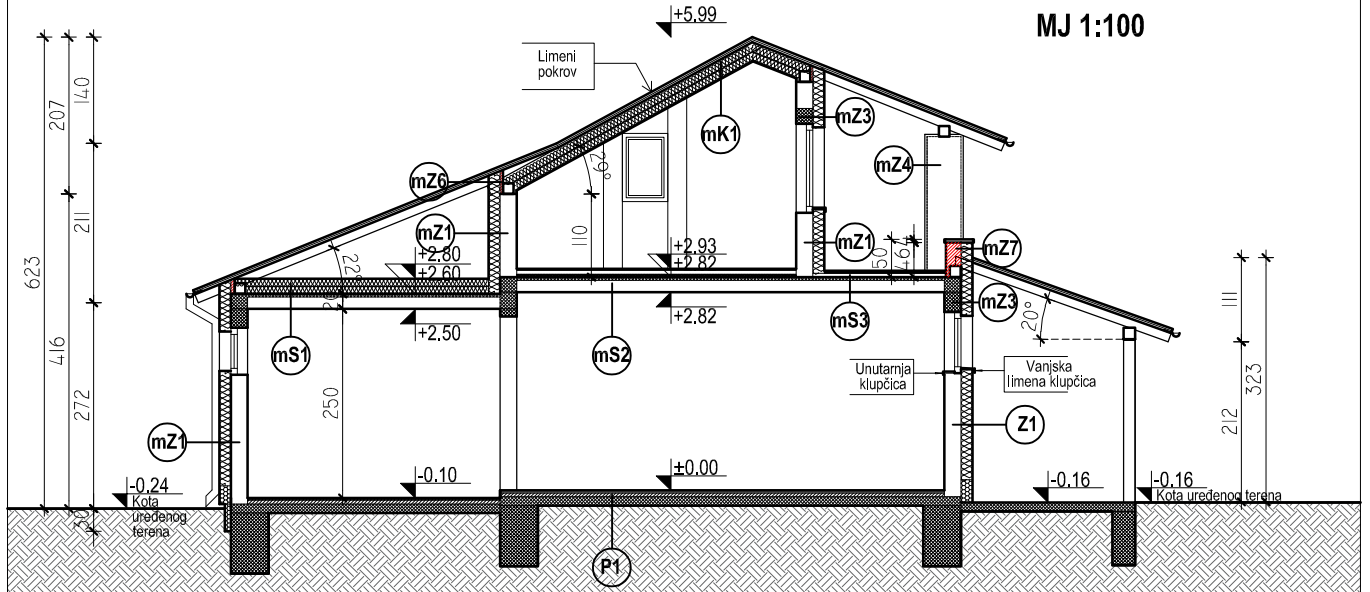 MJ 1:100
+5.99
Limeni
pokrov
140
207
mZ3
mK1
29°
mZ6
mZ4
211
mZ1
110
mZ1
50
464
mZ7
+2.93
+2.82
+2.80
+2.60
22°
20
623
+2.82
mS3
mZ3
111
20°
+2.50
416
mS1
mS2
Unutarnja
klupčica
Vanjska
limena klupčica
323
272
250
212
mZ1
Z1
±0.00
-0.10
-0.24
Kota
uređenog
terena
-0.16
-0.16
Kota uređenog terena
30
P1